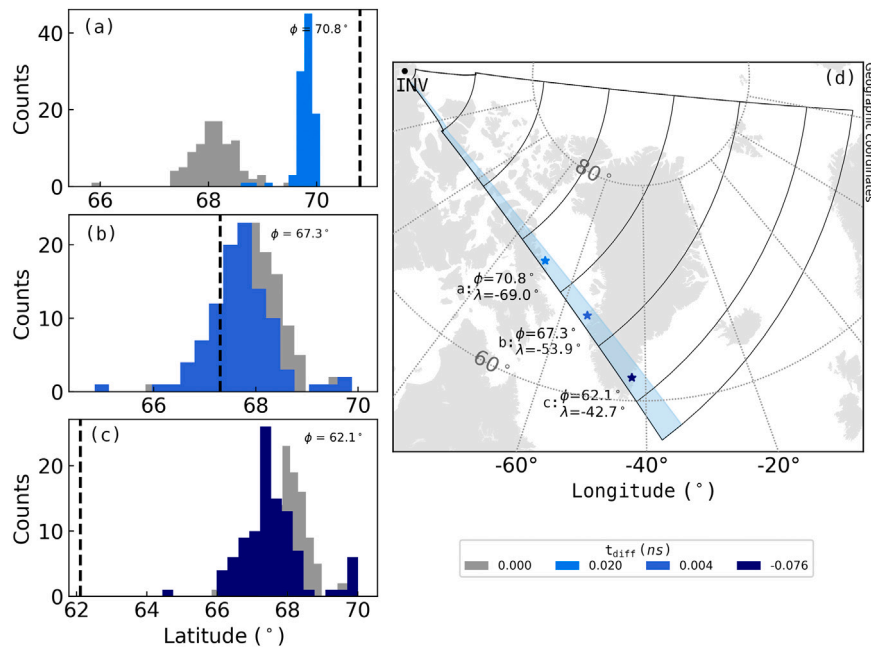 (a)
ϕ = 70.8°
Counts
40
20
0
66
68
70
(b)
ϕ = 67.3°
Counts
20
10
0
66
68
70
(c)
ϕ = 62.1°
Counts
20
10
0
62
64
66
68
70
Latitude (°)
(d)
INV
Geographic Coordinates
80°
60°
a: ϕ=70.8°
λ=-69.0°
b: ϕ=67.3°
λ=-53.9°
c: ϕ=62.1°
λ=-42.7°
-60°
-40°
-20°
Longitude (°)
t_diff (ns)
0.000
0.020
0.004
-0.076